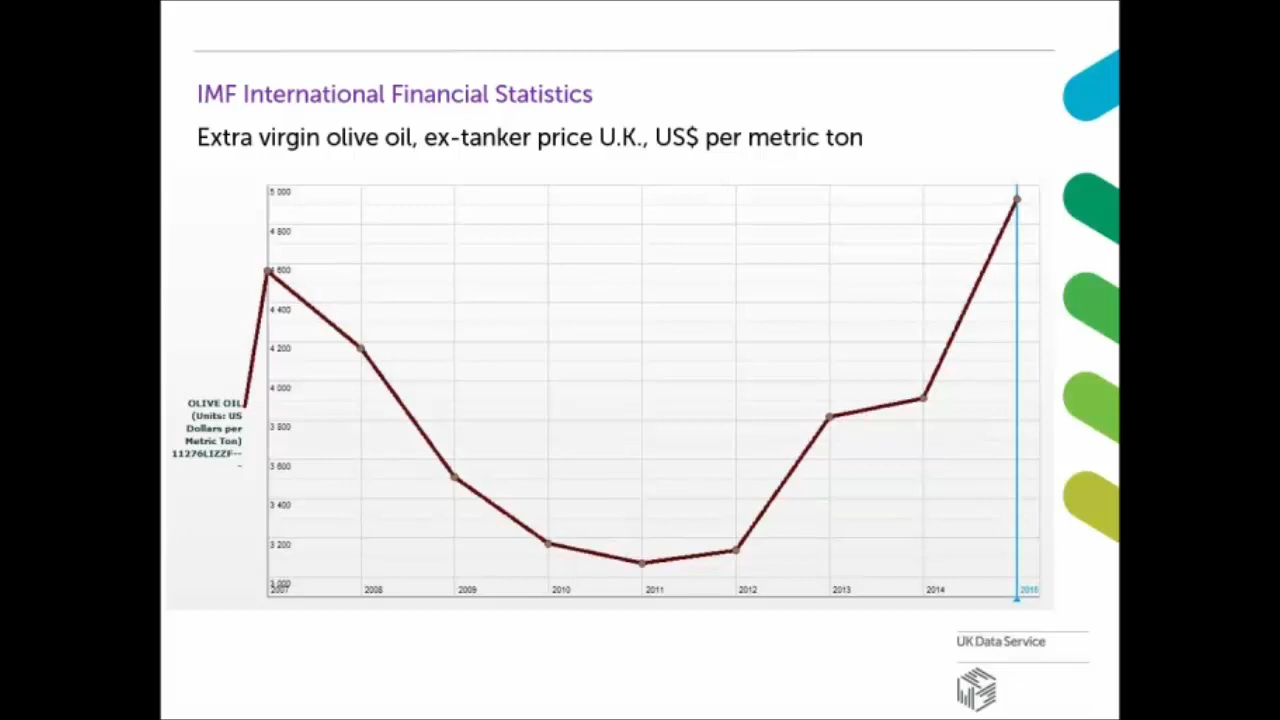 IMF International Financial Statistics
Extra virgin olive oil, ex-tanker price U.K., US$ per metric ton
5 000
4 800
4 600
4 400
4 200
4 000
3 800
3 600
3 400
3 200
3 000
OLIVE OIL
(Units: US
Dollars per
Metric Ton)
11276LIZZF--
-
2007 2008 2009 2010 2011 2012 2013 2014 2015
UK Data Service